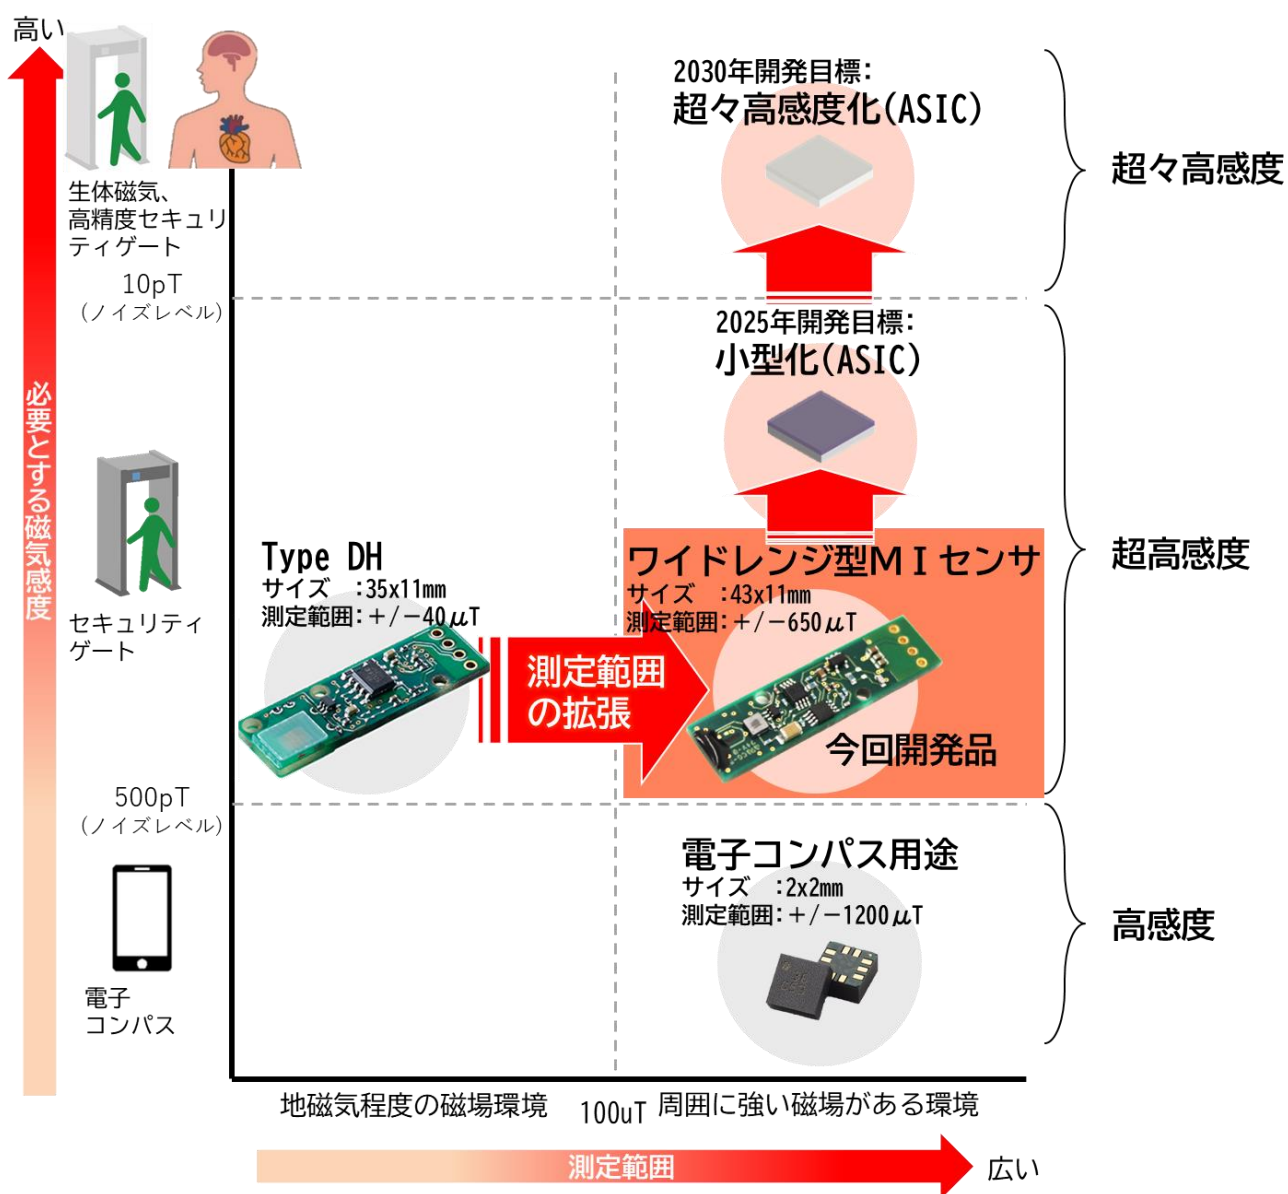 高い
2030年開発目標:
超々高感度化(ASIC)
超々高感度
生体磁気、
高精度セキュリ
ティゲート
10pT
(ノイズレベル)
2025年開発目標:
小型化(ASIC)
必要とする磁気感度
超高感度
Type DH
サイズ :35x11mm
測定範囲:+/-40μT
ワイドレンジ型MIセンサ
サイズ :43x11mm
測定範囲:+/-650μT
セキュリティ
ゲート
測定範囲
の拡張
今回開発品
500pT
(ノイズレベル)
電子コンパス用途
サイズ :2x2mm
測定範囲:+/-1200μT
高感度
電子
コンパス
地磁気程度の磁場環境
100uT
周囲に強い磁場がある環境
測定範囲
広い